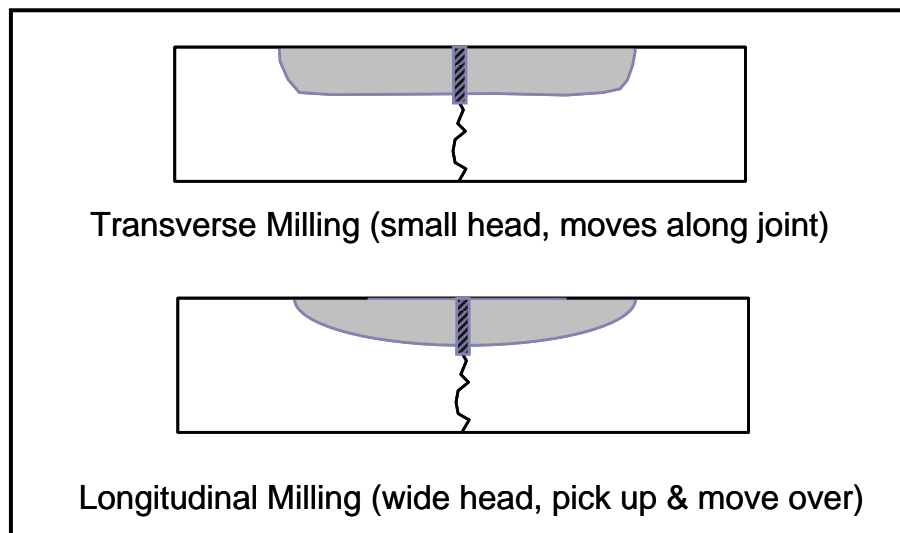 Transverse Milling (small head, moves along joint)
Longitudinal Milling (wide head, pick up & move over)